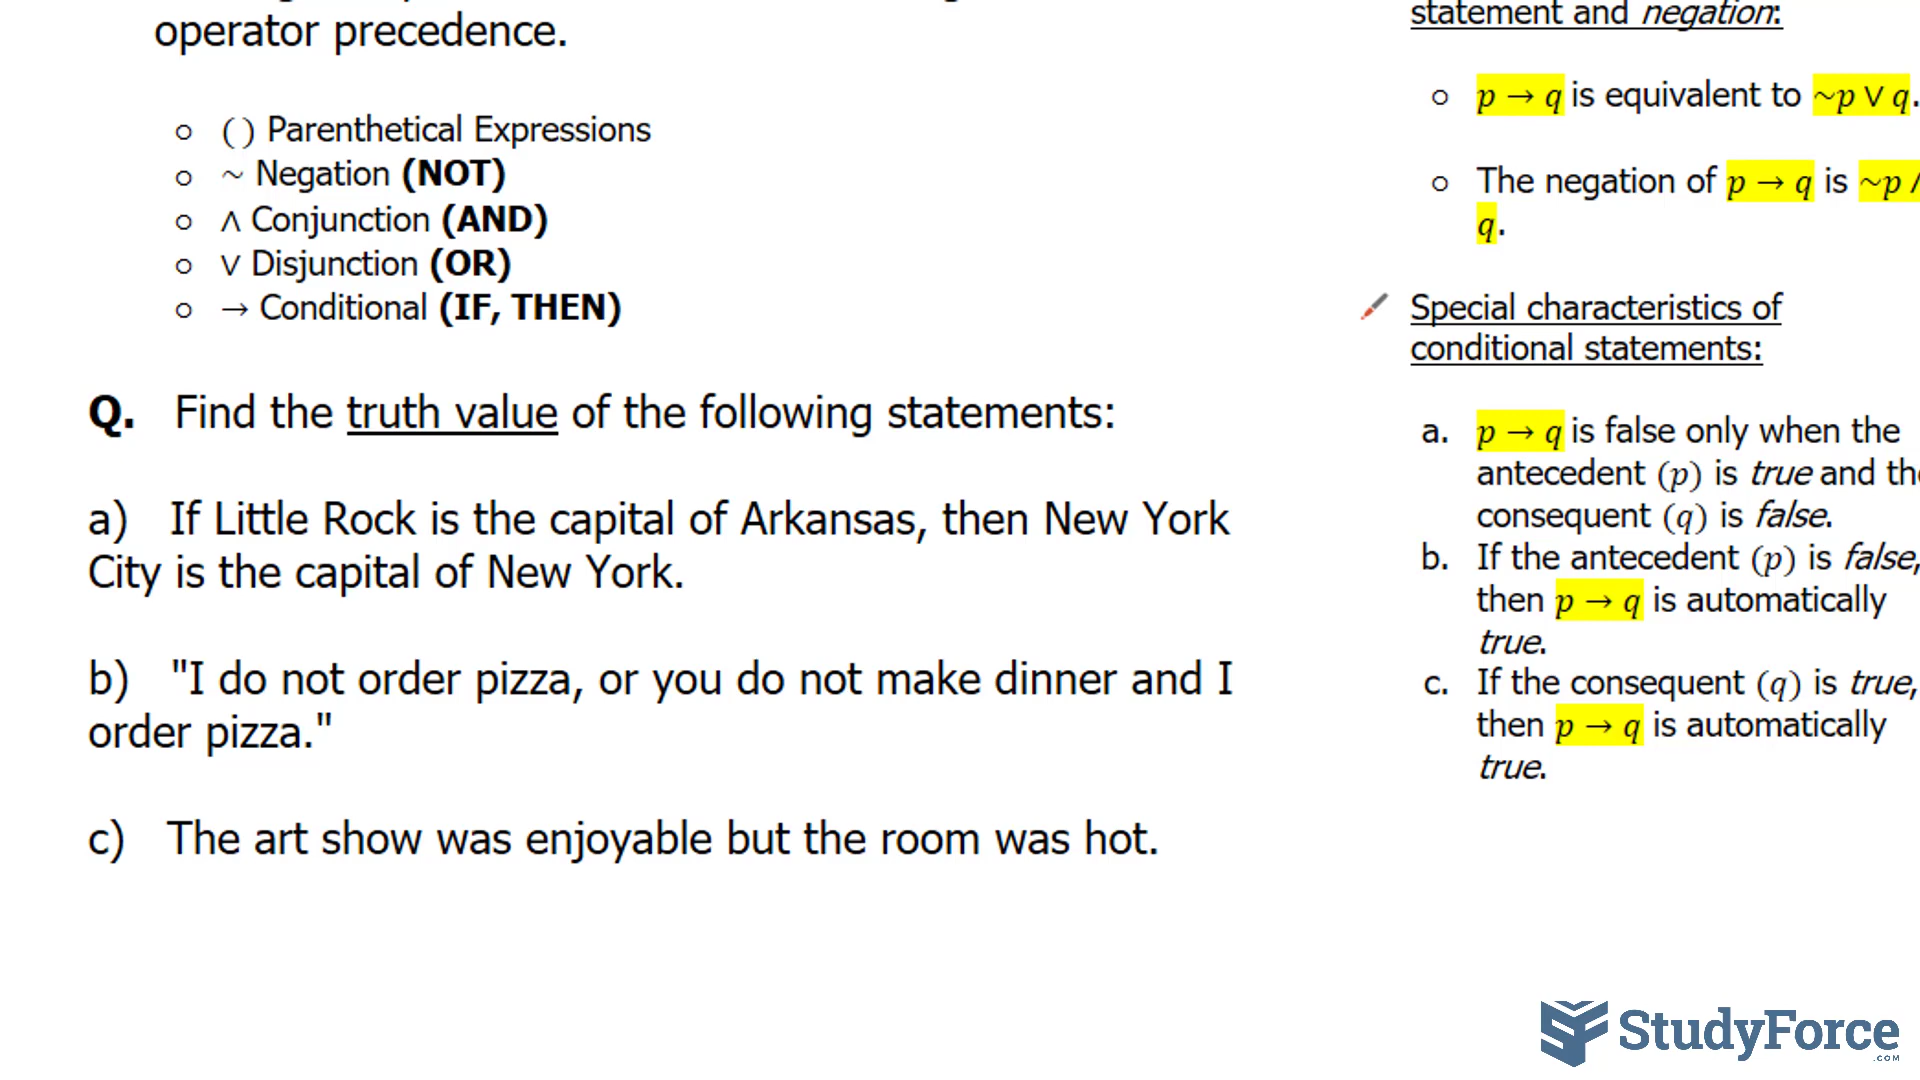 operator precedence.
○ ( ) Parenthetical Expressions
○ ~ Negation (NOT)
○ ∧ Conjunction (AND)
○ ∨ Disjunction (OR)
○ → Conditional (IF, THEN)
Q. Find the truth value of the following statements:
a) If Little Rock is the capital of Arkansas, then New York
City is the capital of New York.
b) "I do not order pizza, or you do not make dinner and I
order pizza."
c) The art show was enjoyable but the room was hot.
statement and negation:
○ p → q is equivalent to ~p ∨ q.
○ The negation of p → q is ~p
q.
Special characteristics of
conditional statements:
a. p → q is false only when the
antecedent (p) is true and the
consequent (q) is false.
b. If the antecedent (p) is false,
then p → q is automatically
true.
c. If the consequent (q) is true,
then p → q is automatically
true.
StudyForce
.COM